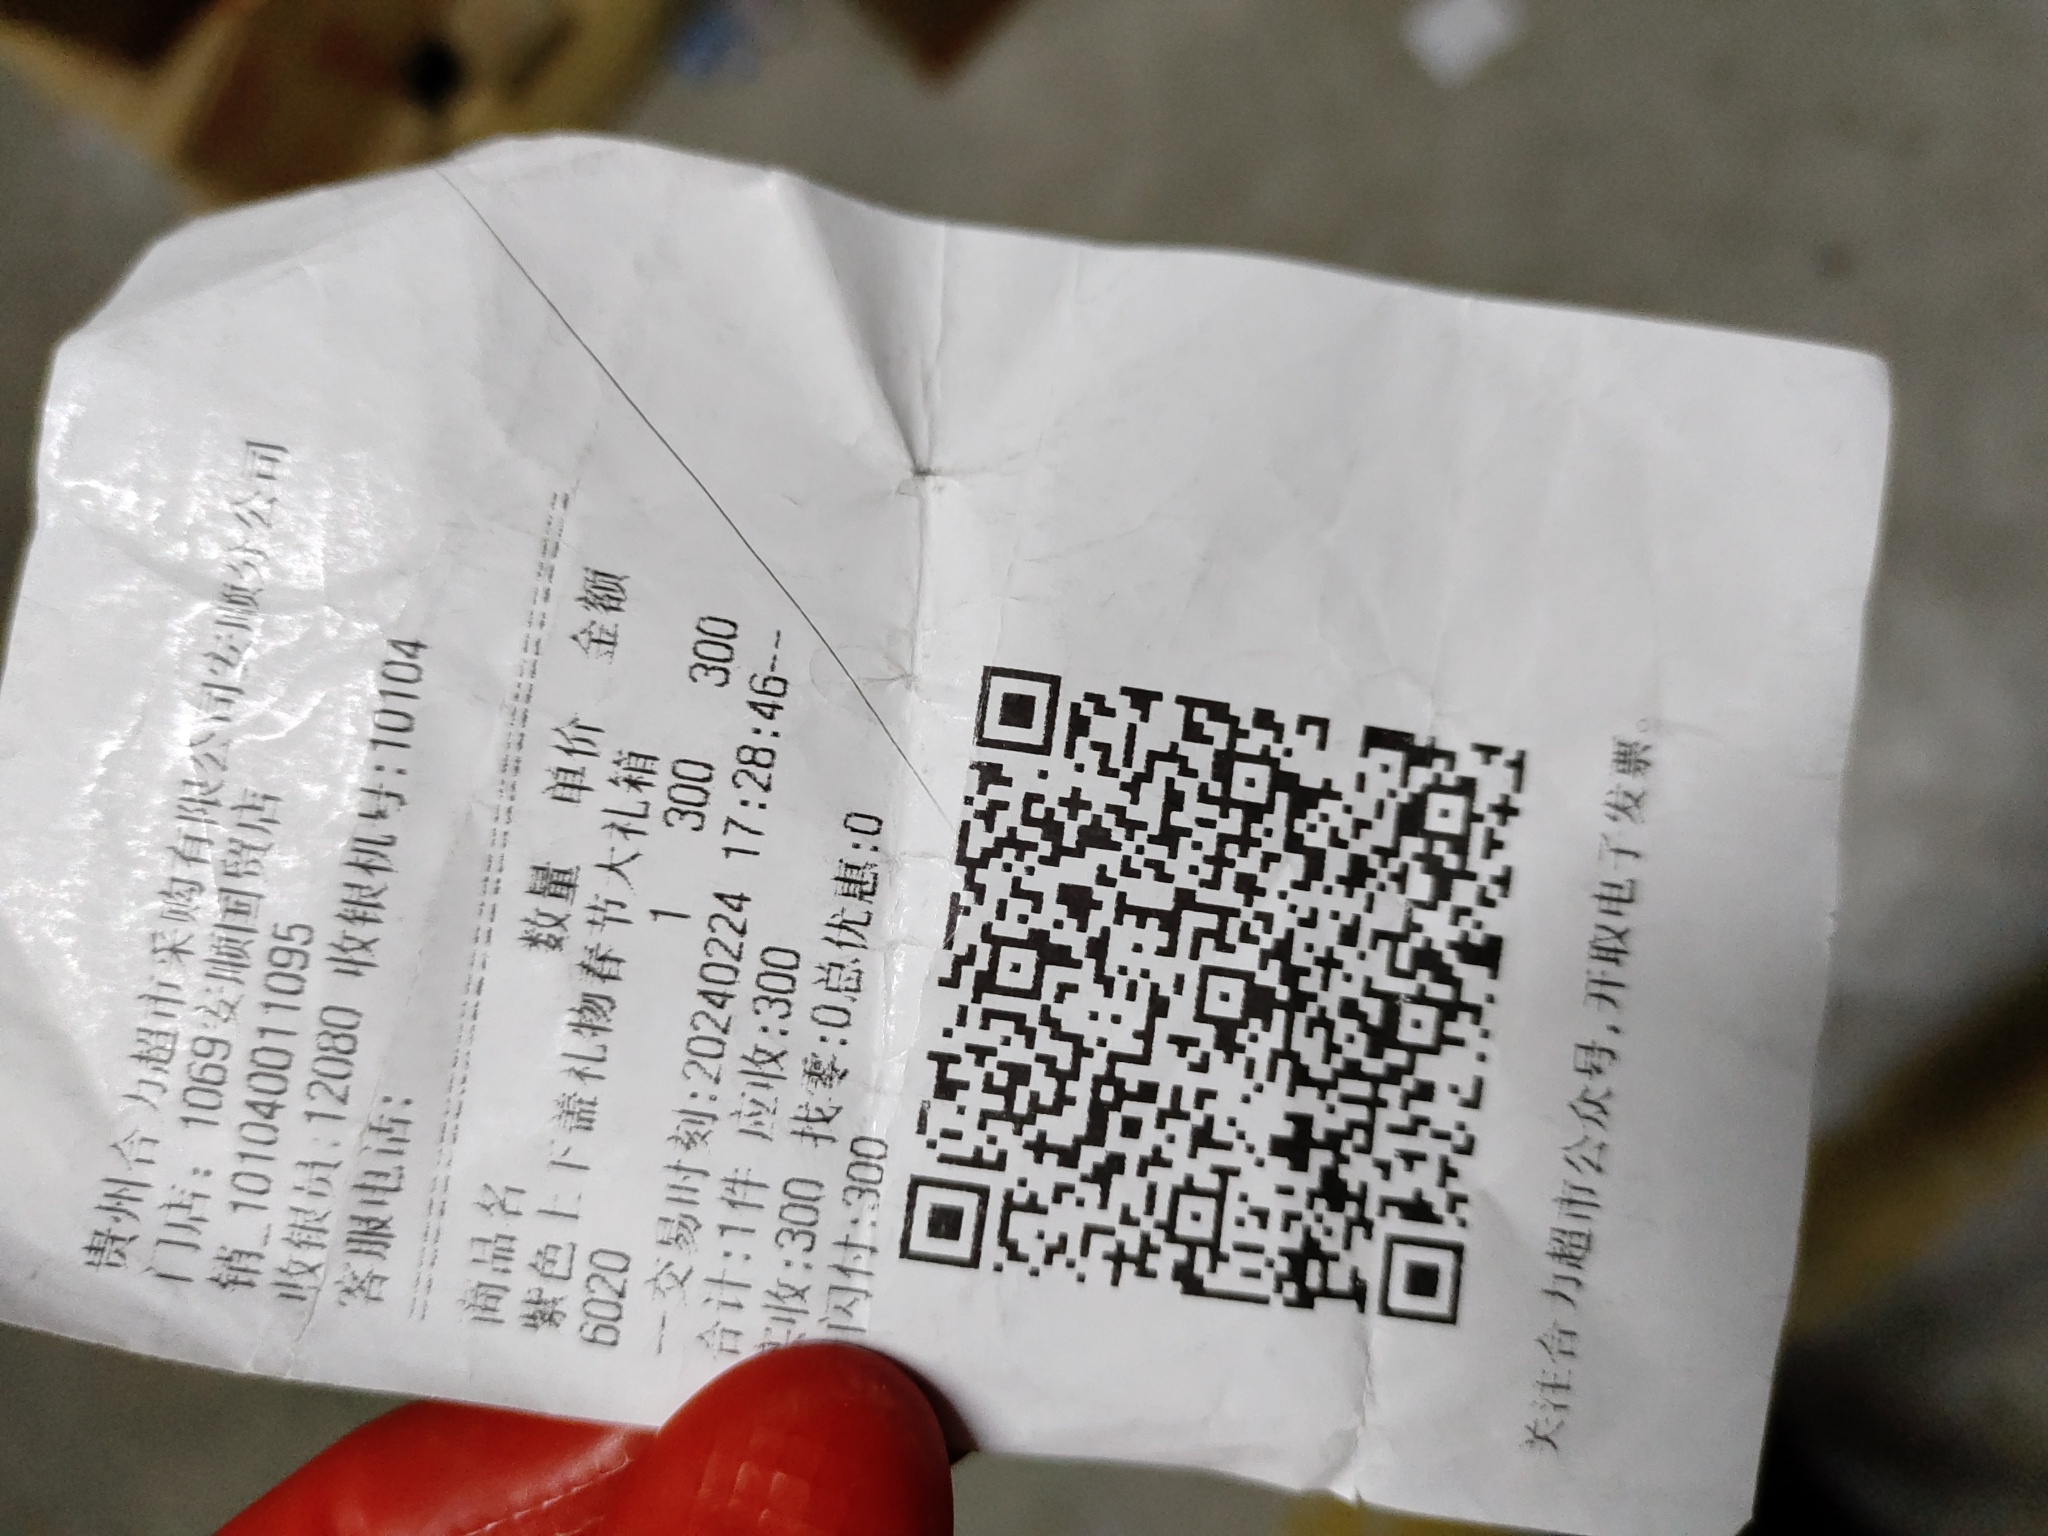 贵州合力超市采购有限公司安顺分公司
门店：1069安顺国贸店
销_101040011095
收银员:12080 收银机号:10104
客服电话:
商品名 数量 单价 金额
紫色上下盖礼物春节大礼箱
6020 1 300 300
--交易时刻:20240224 17:28:46---
合计:1件 应收:300
实收:300 找零:0总优惠:0
闪付:300
关注合力超市公众号,开取电子发票。